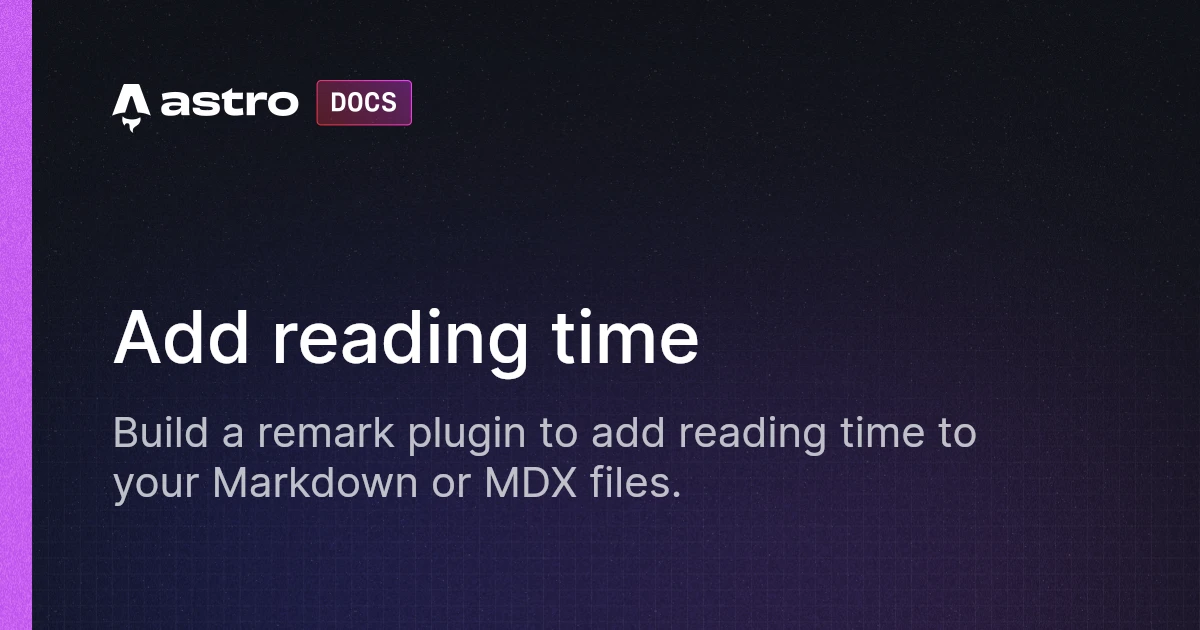 astro DOCS
Add reading time
Build a remark plugin to add reading time to
your Markdown or MDX files.